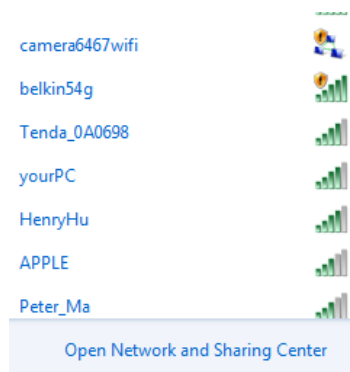 camera6467wifi
belkin54g
Tenda_0A0698
yourPC
HenryHu
APPLE
Peter_Ma
Open Network and Sharing Center